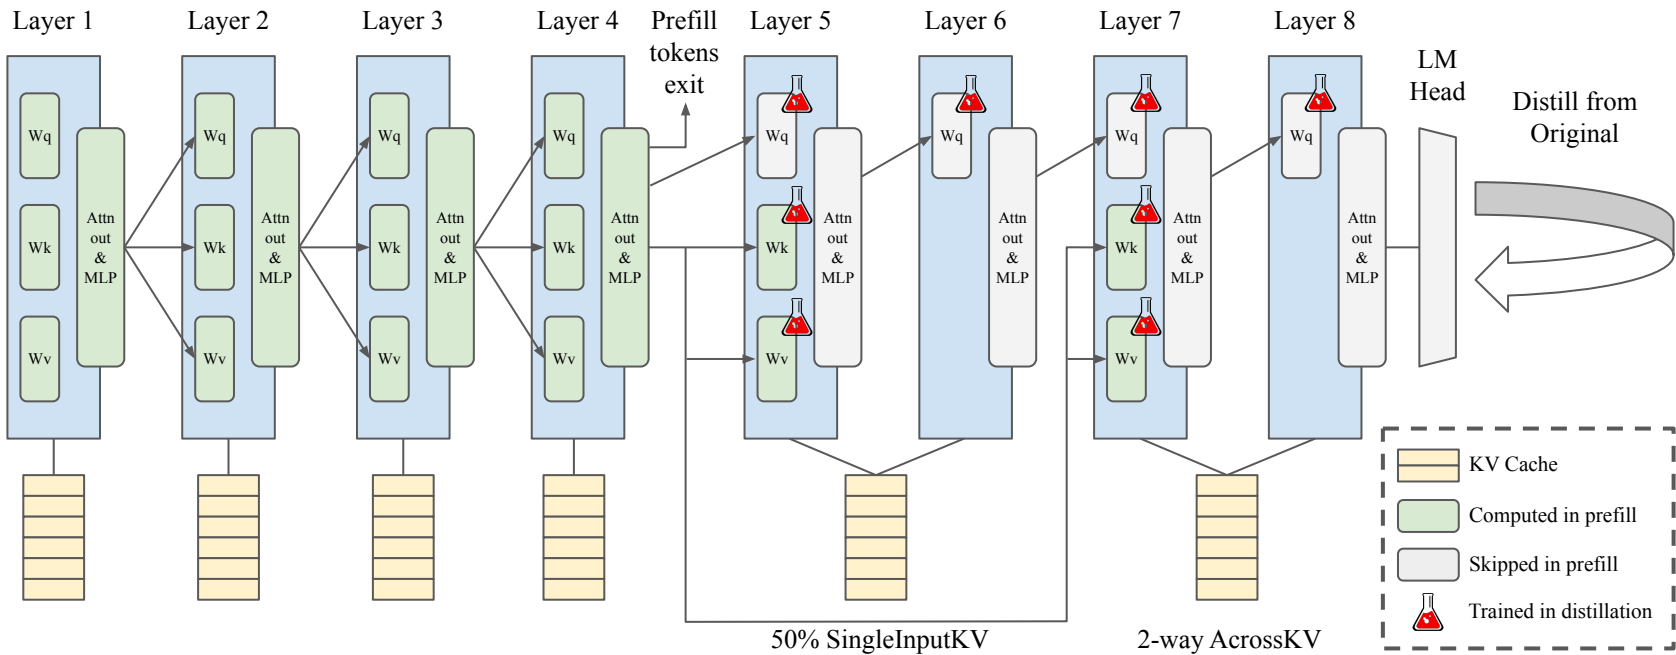 Layer 1
Layer 2
Layer 3
Layer 4
Prefill
tokens
exit
Layer 5
Layer 6
Layer 7
Layer 8
LM
Head
Distill from
Original
Wq
Wk
Wv
Attn
out
&
MLP
Wq
Wk
Wv
Attn
out
&
MLP
Wq
Wk
Wv
Attn
out
&
MLP
Wq
Wk
Wv
Attn
out
&
MLP
Wq
Wk
Wv
Attn
out
&
MLP
Wq
Attn
out
&
MLP
Wq
Wk
Wv
Attn
out
&
MLP
Wq
Attn
out
&
MLP
50% SingleInputKV
2-way AcrossKV
KV Cache
Computed in prefill
Skipped in prefill
Trained in distillation